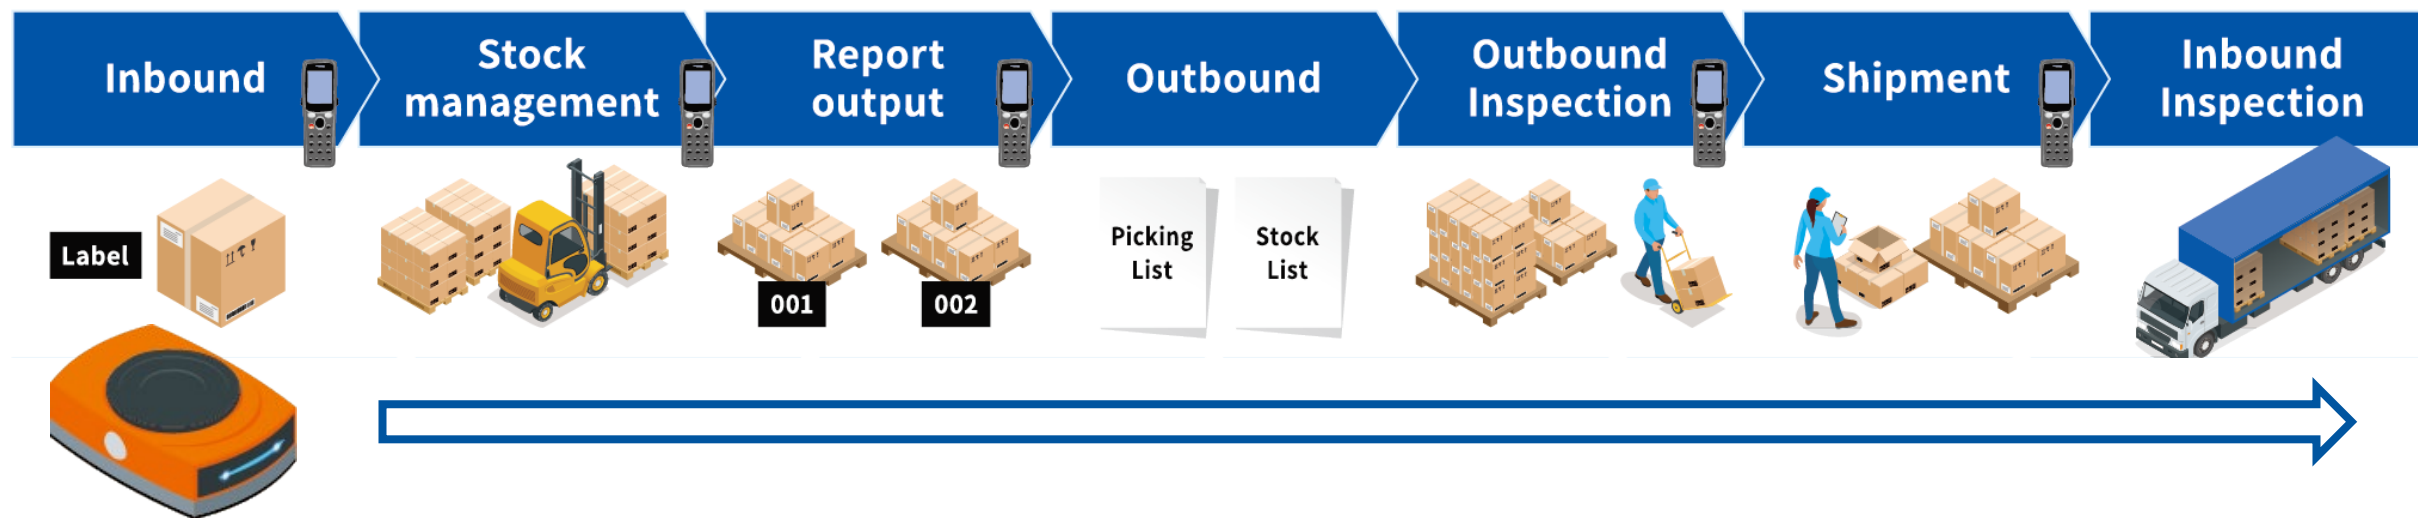 Inbound
Stock
management
Report
output
Outbound
Outbound
Inspection
Shipment
Inbound
Inspection
Label
001
002
Picking
List
Stock
List